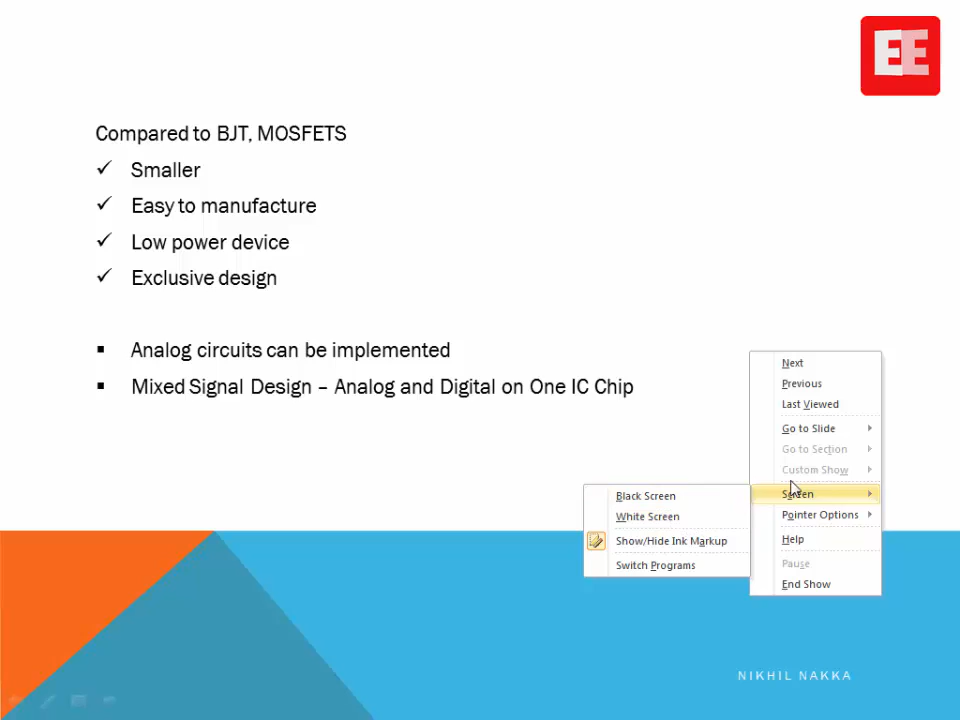 EE
Compared to BJT, MOSFETS
✓ Smaller
✓ Easy to manufacture
✓ Low power device
✓ Exclusive design
▪ Analog circuits can be implemented
▪ Mixed Signal Design – Analog and Digital on One IC Chip
Next
Previous
Last Viewed
Go to Slide
Go to Section
Custom Show
Screen
Pointer Options
Help
Pause
End Show
Black Screen
White Screen
Show/Hide Ink Markup
Switch Programs
NIKHIL NAKKA